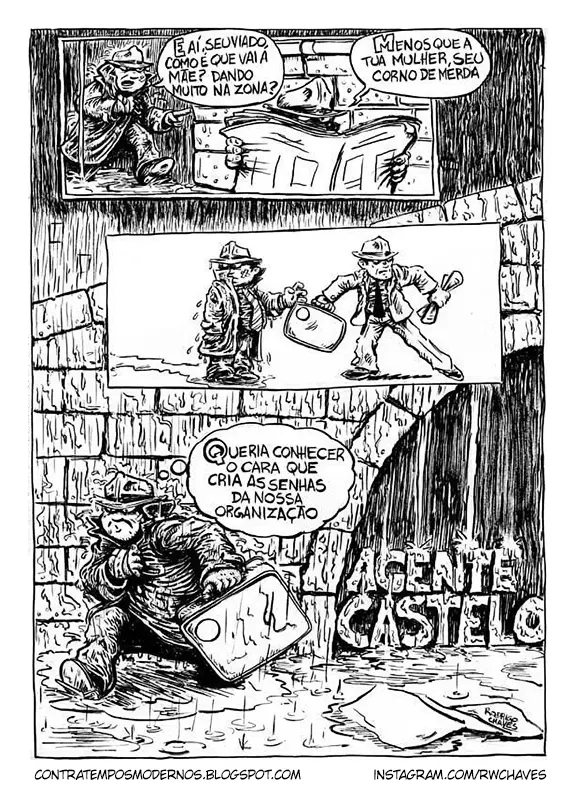 E AÍ, SEU VIADO,
COMO É QUE VAI A
MÃE? DANDO
MUITO NA ZONA?
MENOS QUE A
TUA MULHER, SEU
CORNO DE MERDA
QUERIA CONHECER
O CARA QUE
CRIA AS SENHAS
DA NOSSA
ORGANIZAÇÃO
AGENTE
CASTELO
RODRIGO
CHAVES
CONTRATEMPOSMODERNOS.BLOGSPOT.COM
INSTAGRAM.COM/RWCHAVES